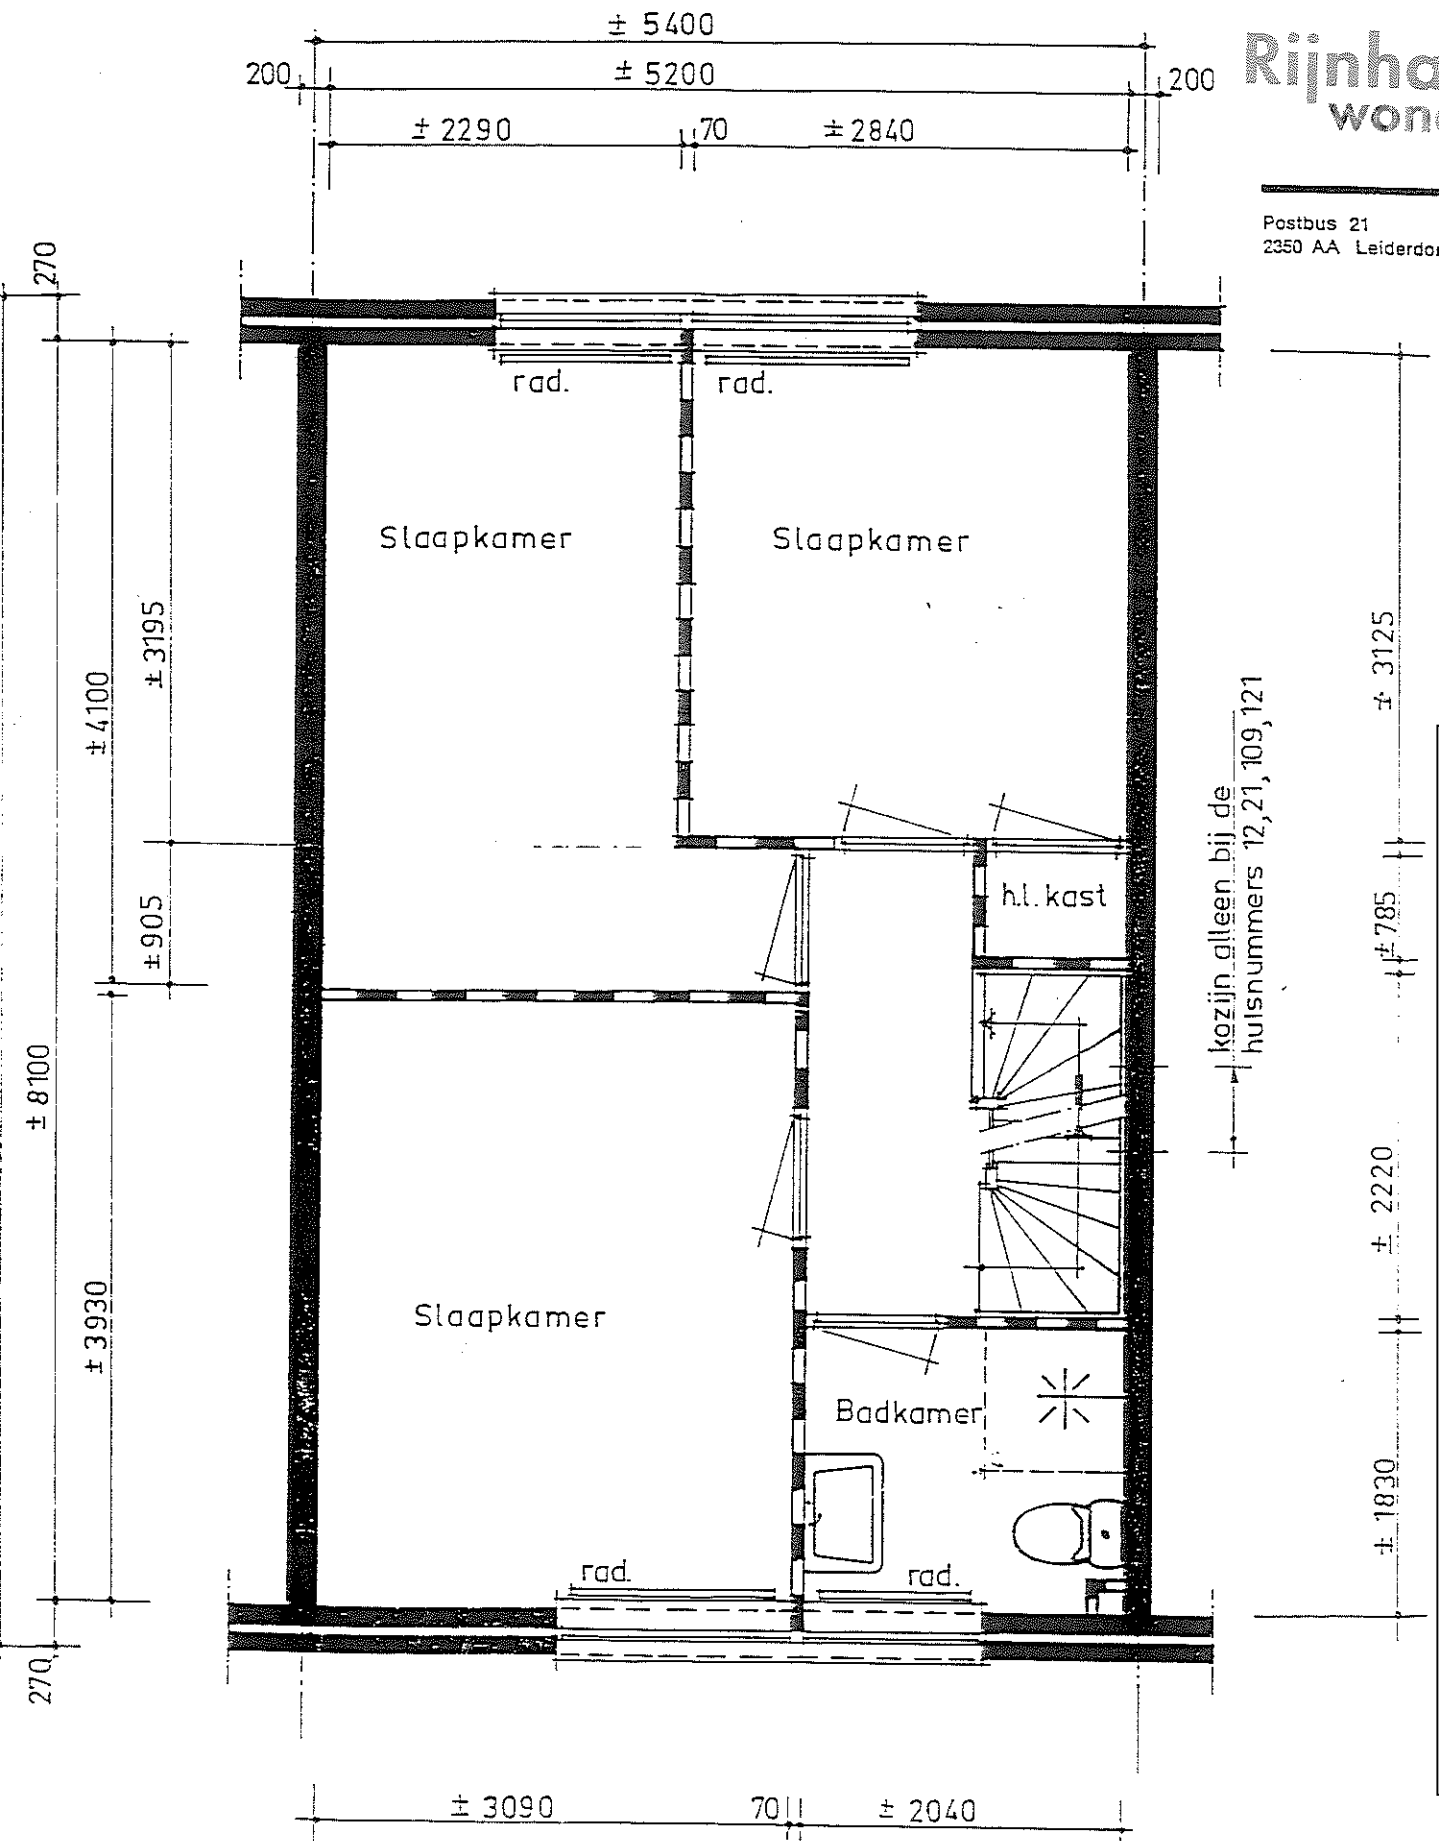 ± 5400
200 ± 5200 200
± 2290 70 ± 2840
Rijnha
wono
Postbus 21
2350 AA Leiderdor
270
rad. rad.
Slaapkamer Slaapkamer
± 3195
± 4100
± 905
± 8100
± 3930
270
± 3125
± 785
± 2220
± 1830
h.l. kast
kozijn alleen bij de
huisnummers 12, 21, 109, 121
Slaapkamer
Badkamer
rad. rad.
± 3090 70 ± 2040